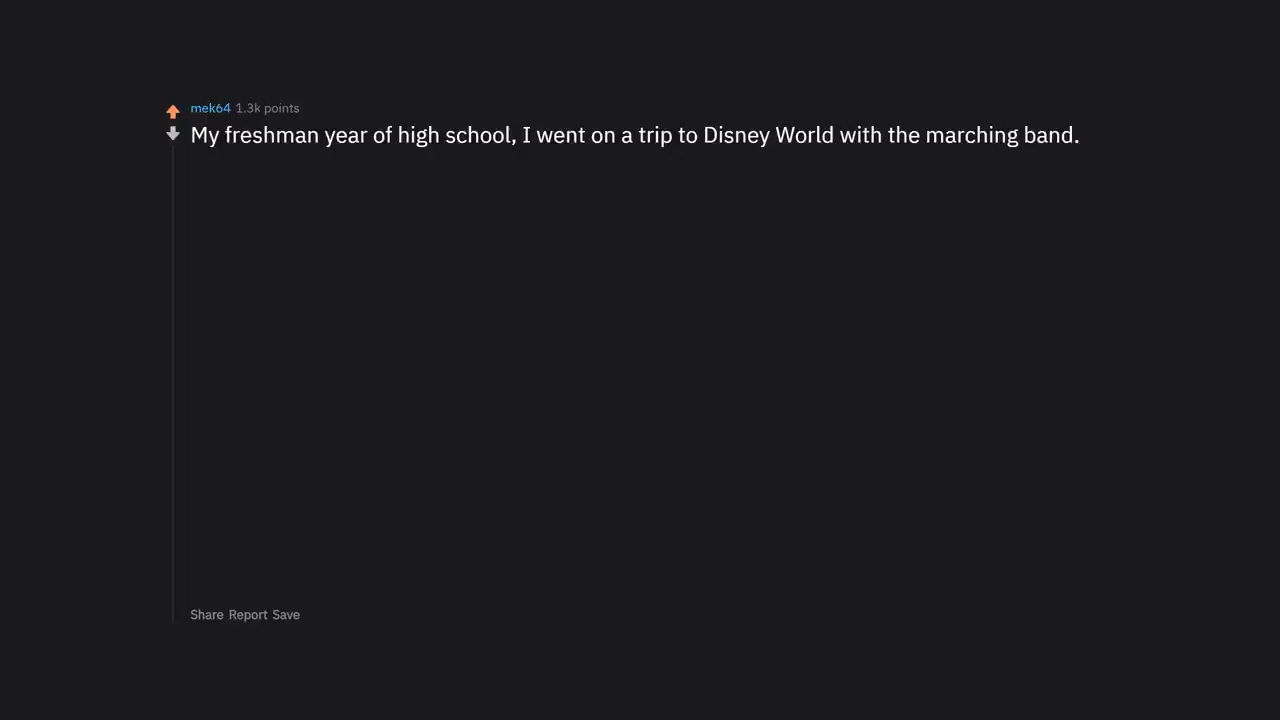 mek64 1.3k points
My freshman year of high school, I went on a trip to Disney World with the marching band.
Share Report Save